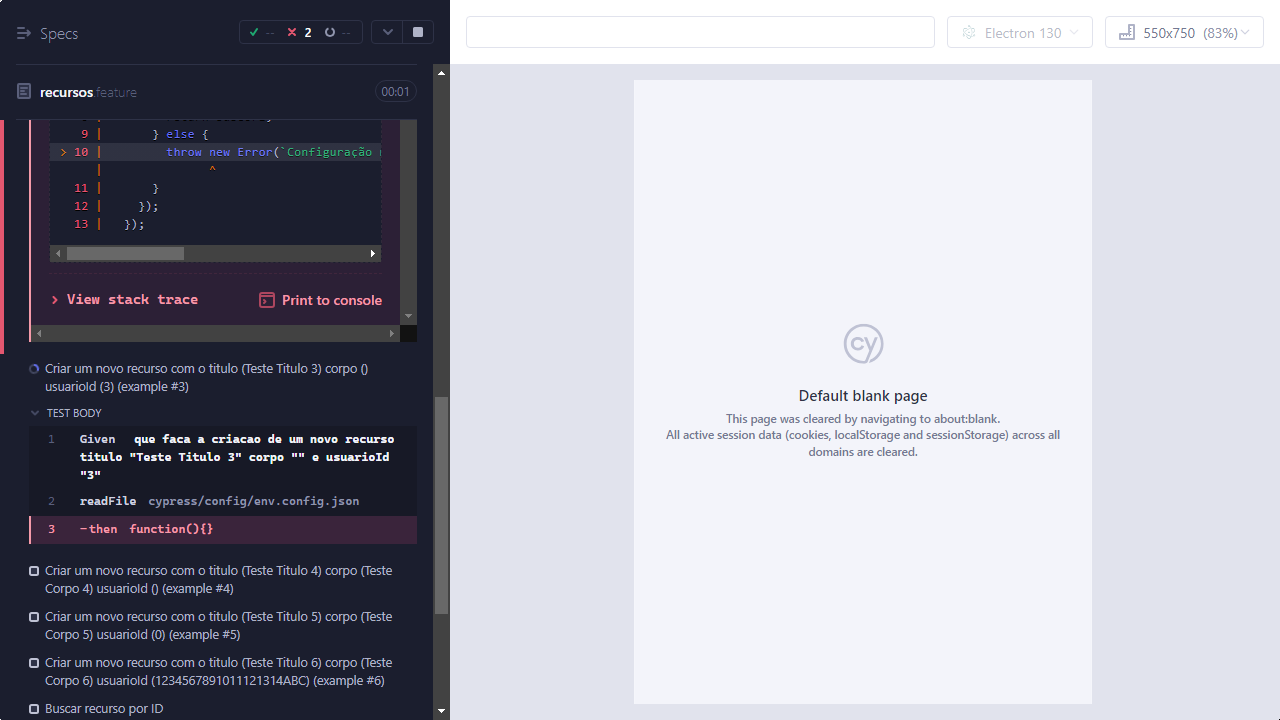 Specs
-- 2 --
Electron 130
550x750 (83%)
recursos.feature
00:01
9 | } else {
> 10 | throw new Error(`Configuração
| ^
11 | }
12 | });
13 | });
View stack trace
Print to console
Criar um novo recurso com o titulo (Teste Titulo 3) corpo ()
usuarioId (3) (example #3)
TEST BODY
1 Given que faca a criacao de um novo recurso
titulo "Teste Titulo 3" corpo "" e usuarioId
"3"
2 readFile cypress/config/env.config.json
3 -then function(){}
Criar um novo recurso com o titulo (Teste Titulo 4) corpo (Teste
Corpo 4) usuarioId () (example #4)
Criar um novo recurso com o titulo (Teste Titulo 5) corpo (Teste
Corpo 5) usuarioId (0) (example #5)
Criar um novo recurso com o titulo (Teste Titulo 6) corpo (Teste
Corpo 6) usuarioId (1234567891011121314ABC) (example #6)
Buscar recurso por ID
cy
Default blank page
This page was cleared by navigating to about:blank.
All active session data (cookies, localStorage and sessionStorage) across all
domains are cleared.